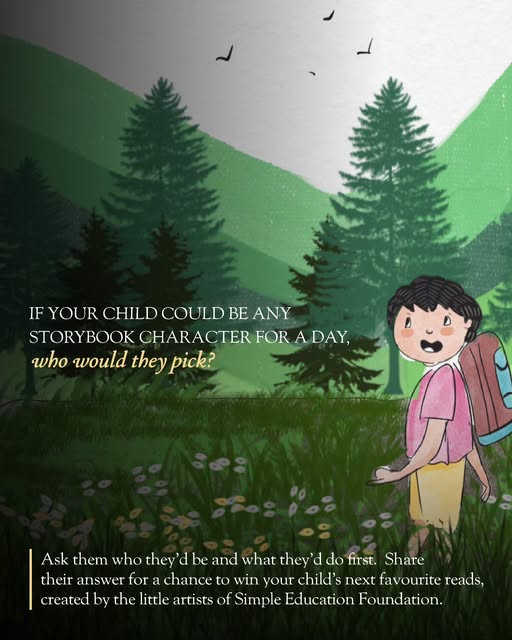 IF YOUR CHILD COULD BE ANY
STORYBOOK CHARACTER FOR A DAY,
who would they pick?
Ask them who they'd be and what they'd do first. Share
their answer for a chance to win your child's next favourite reads,
created by the little artists of Simple Education Foundation.